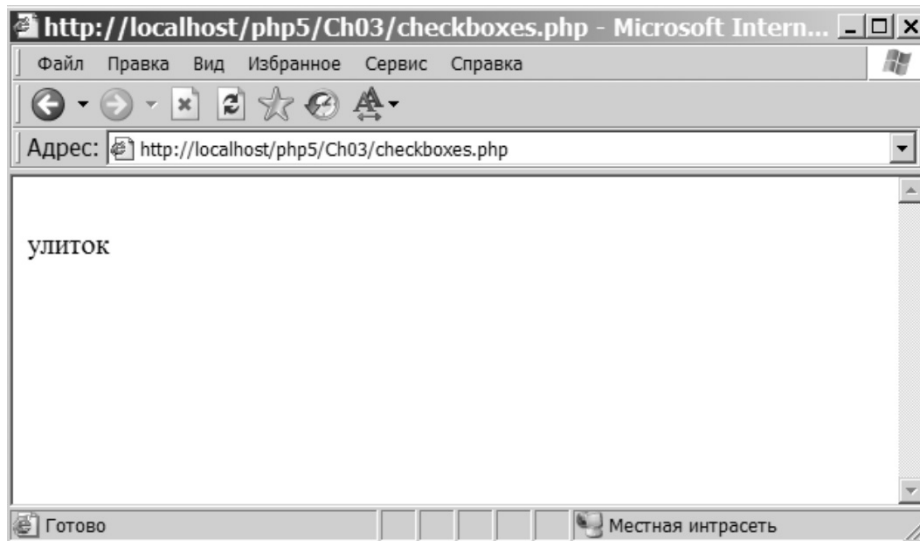 http://localhost/php5/Ch03/checkboxes.php - Microsoft Intern...
Файл Правка Вид Избранное Сервис Справка
Адрес: http://localhost/php5/Ch03/checkboxes.php
улиток
Готово Местная интрасеть